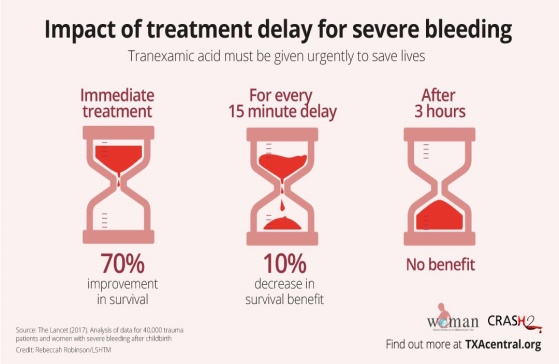 Impact of treatment delay for severe bleeding
Tranexamic acid must be given urgently to save lives
Immediate
treatment
For every
15 minute delay
After
3 hours
70%
improvement
in survival
10%
decrease in
survival benefit
No benefit
Source: The Lancet (2017). Analysis of data for 40,000 trauma
patients and women with severe bleeding after childbirth
Credit: Rebeccah Robinson/LSHTM
woman
CRASH2
Find out more at TXAcentral.org